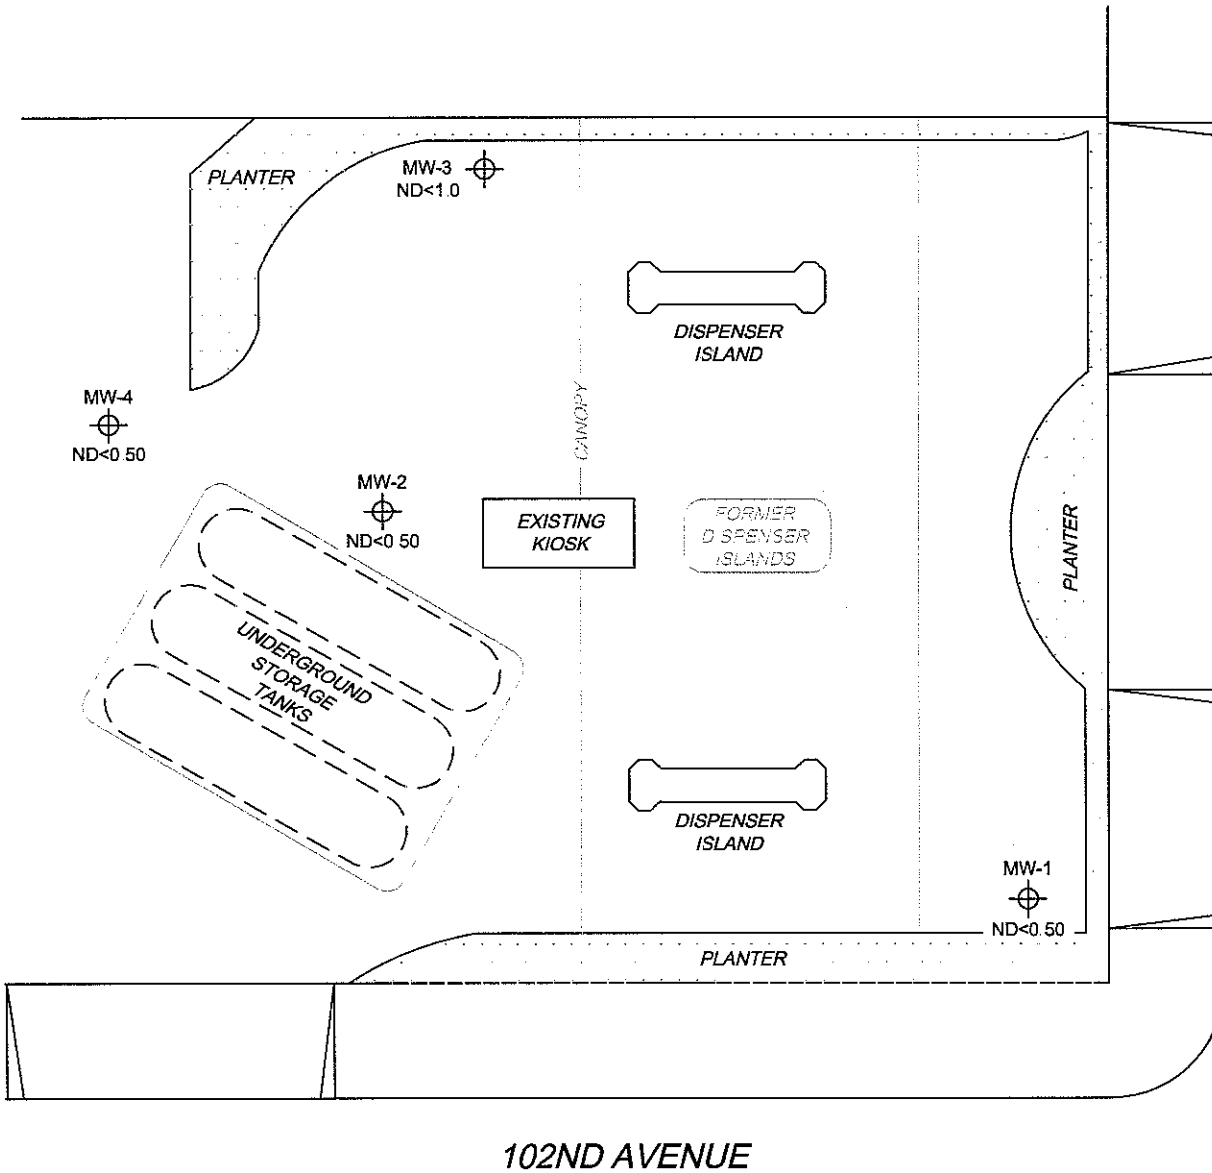 MW-3
ND<1.0
PLANTER
DISPENSER
ISLAND
MW-4
ND<0.50
CANOPY
MW-2
ND<0 50
EXISTING
KIOSK
FORMER
D SPENSER
ISLANDS
PLANTER
UNDERGROUND
STORAGE
TANKS
DISPENSER
ISLAND
MW-1
ND<0.50
PLANTER
102ND AVENUE